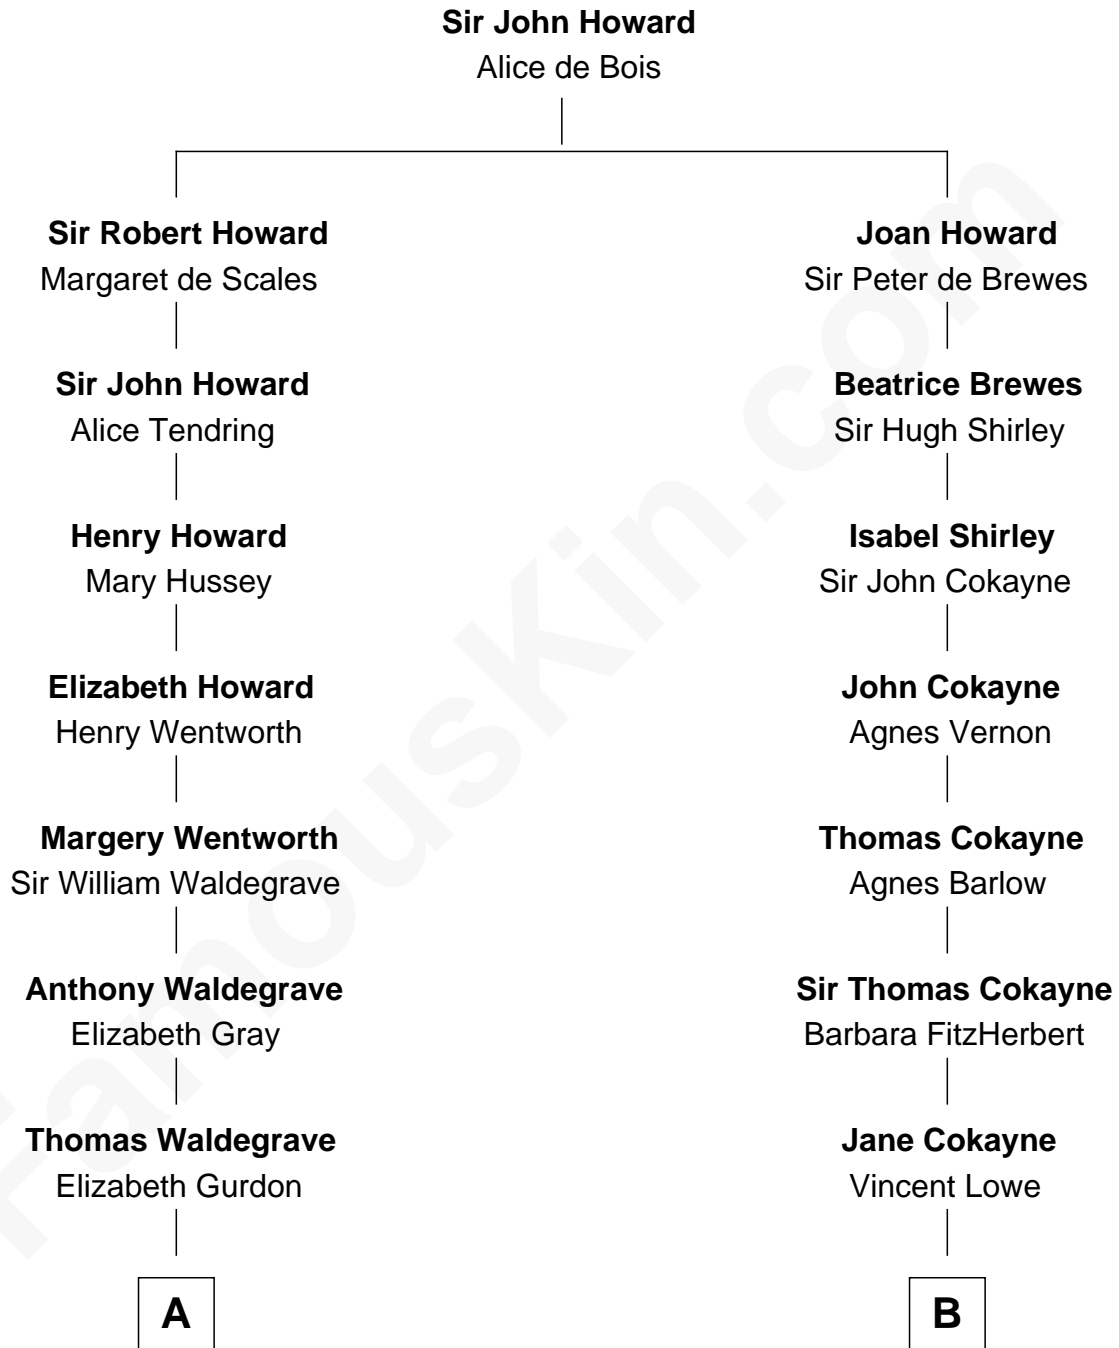 Sir John Howard
Alice de Bois
Sir Robert Howard
Margaret de Scales
Joan Howard
Sir Peter de Brewes
Sir John Howard
Alice Tendring
Beatrice Brewes
Sir Hugh Shirley
Henry Howard
Mary Hussey
Isabel Shirley
Sir John Cokayne
Elizabeth Howard
Henry Wentworth
John Cokayne
Agnes Vernon
Margery Wentworth
Sir William Waldegrave
Thomas Cokayne
Agnes Barlow
Anthony Waldegrave
Elizabeth Gray
Sir Thomas Cokayne
Barbara FitzHerbert
Thomas Waldegrave
Elizabeth Gurdon
Jane Cokayne
Vincent Lowe
A
B
FamousKin.com